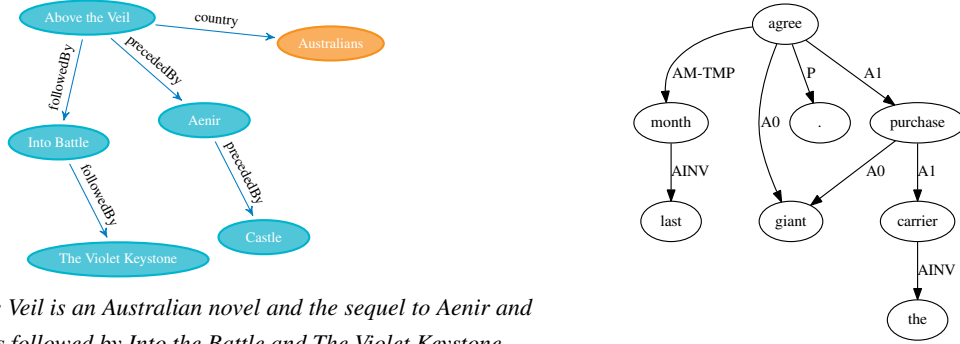 Above the Veil
country
Australians
followedBy
precededBy
Into Battle
Aenir
followedBy
precededBy
The Violet Keystone
Castle
Veil is an Australian novel and the sequel to Aenir and
followed by Into the Battle and The Violet Keystone
agree
AM-TMP
P
A1
month
A0
.
purchase
AINV
A0
A1
last
giant
carrier
AINV
the